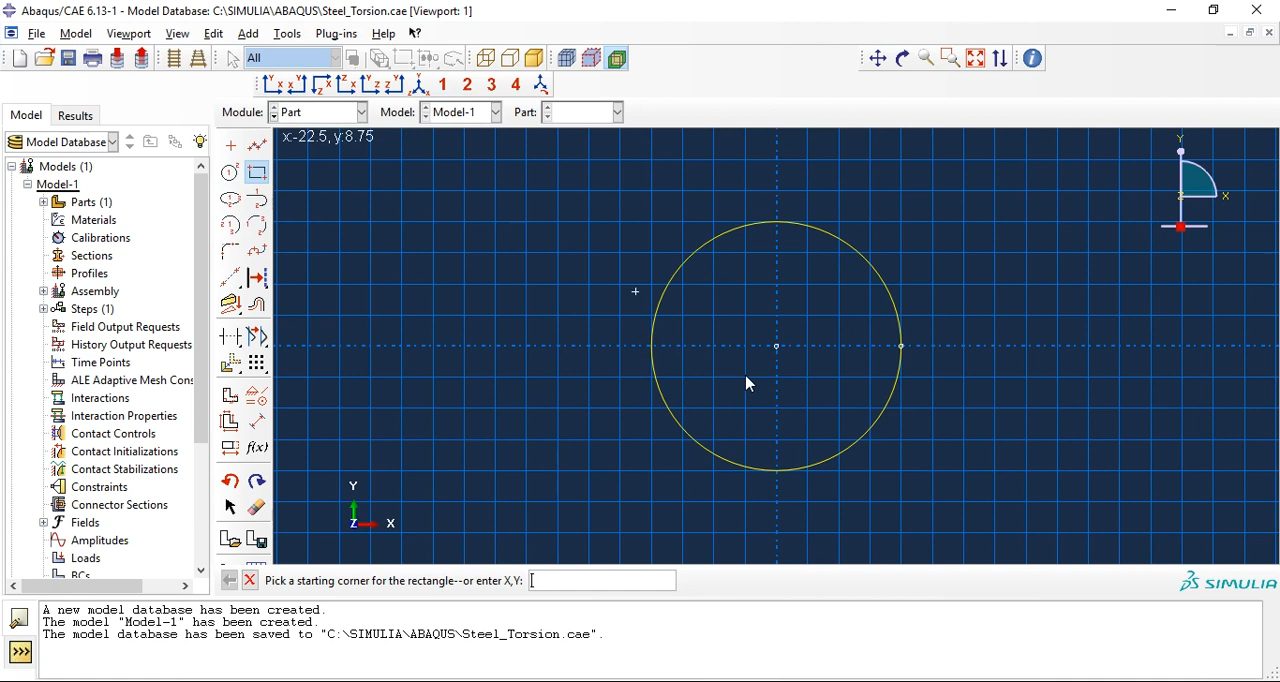 Abaqus/CAE 6.13-1 - Model Database: C:\SIMULIA\ABAQUS\Steel_Torsion.cae [Viewport: 1]
File Model Viewport View Edit Add Tools Plug-ins Help
All
1 2 3 4
Model Results
Module: Part Model: Model-1 Part:
Model Database
x:-22.5, y:8.75
Models (1)
Model-1
Parts (1)
Materials
Calibrations
Sections
Profiles
Assembly
Steps (1)
Field Output Requests
History Output Requests
Time Points
ALE Adaptive Mesh Cons
Interactions
Interaction Properties
Contact Controls
Contact Initializations
Contact Stabilizations
Constraints
Connector Sections
Fields
Amplitudes
Loads
BCs
f(x)
Y
X
Z
Y
X
Z
Pick a starting corner for the rectangle--or enter X,Y:
SIMULIA
A new model database has been created.
The model "Model-1" has been created.
The model database has been saved to "C:\SIMULIA\ABAQUS\Steel_Torsion.cae".
>>>